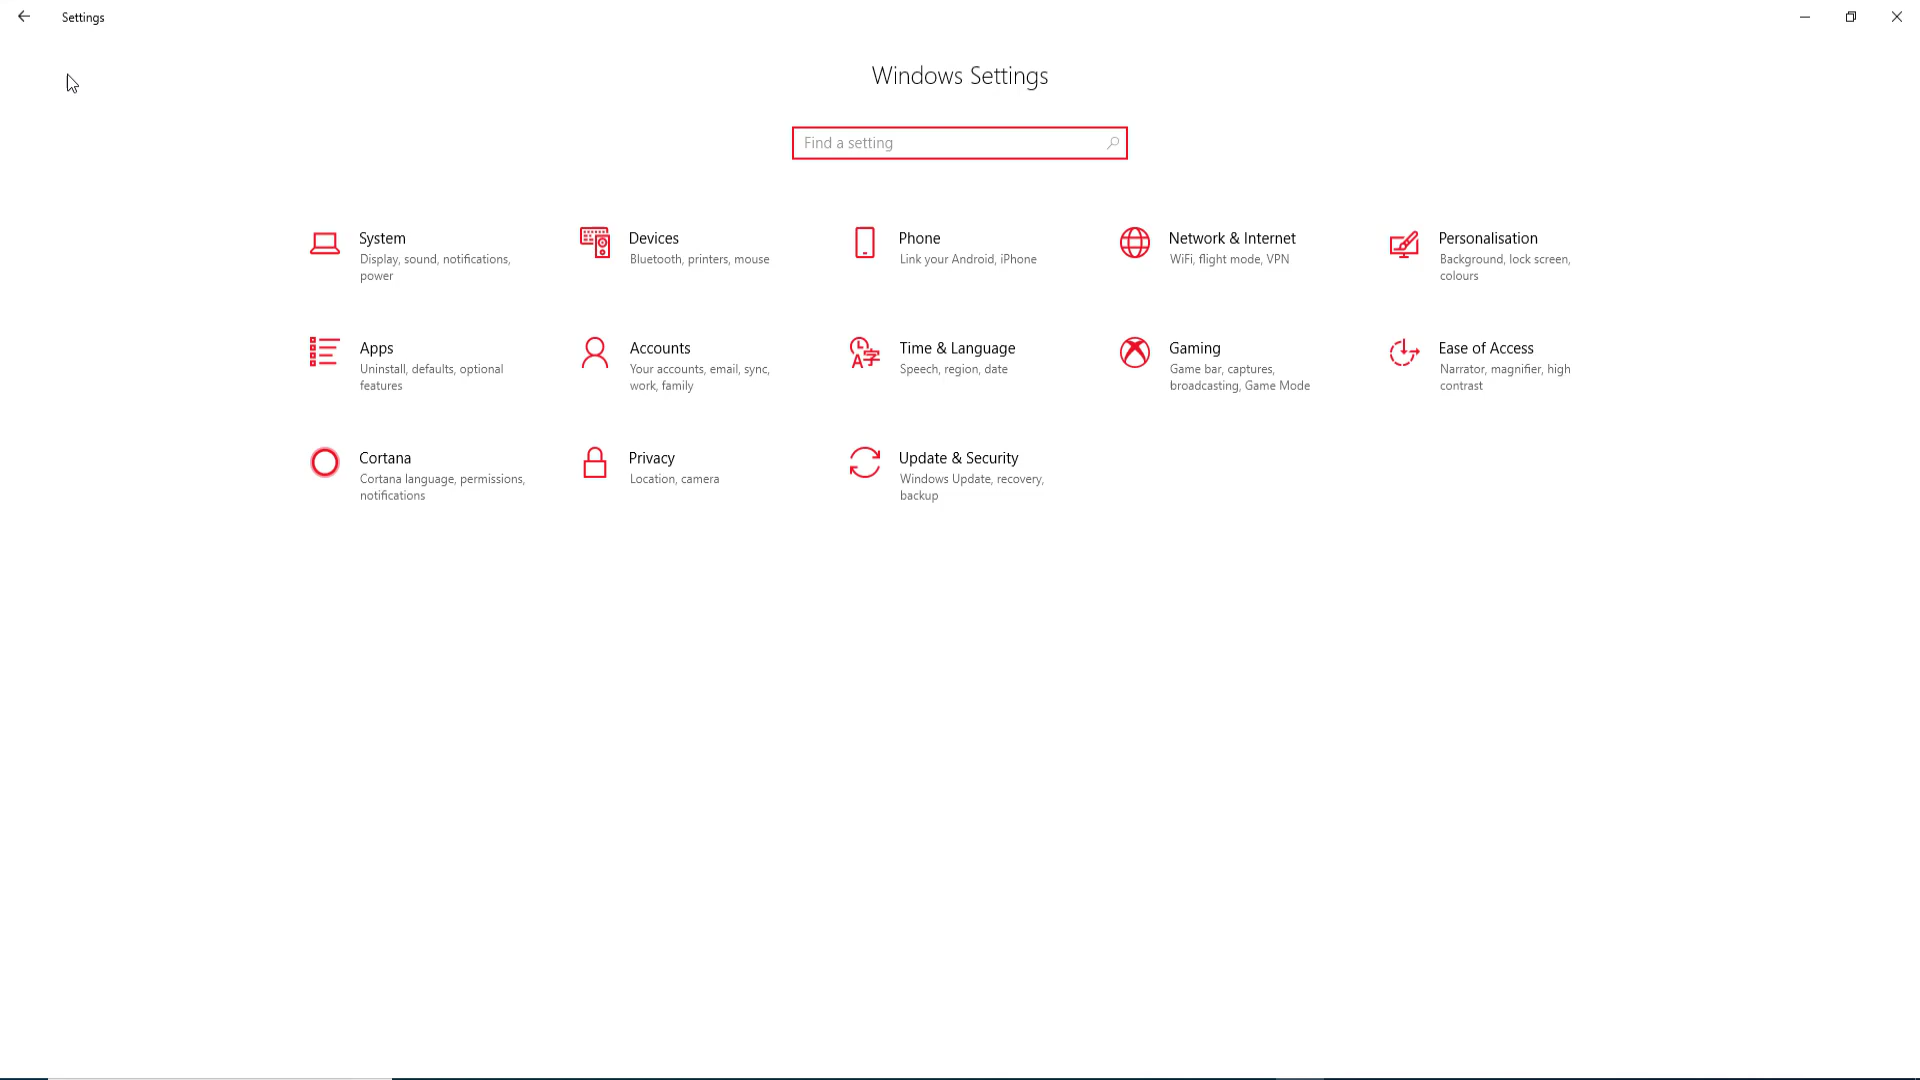 Settings
Windows Settings
Find a setting
System
Display, sound, notifications,
power
Devices
Bluetooth, printers, mouse
Phone
Link your Android, iPhone
Network & Internet
WiFi, flight mode, VPN
Personalisation
Background, lock screen,
colours
Apps
Uninstall, defaults, optional
features
Accounts
Your accounts, email, sync,
work, family
Time & Language
Speech, region, date
Gaming
Game bar, captures,
broadcasting, Game Mode
Ease of Access
Narrator, magnifier, high
contrast
Cortana
Cortana language, permissions,
notifications
Privacy
Location, camera
Update & Security
Windows Update, recovery,
backup